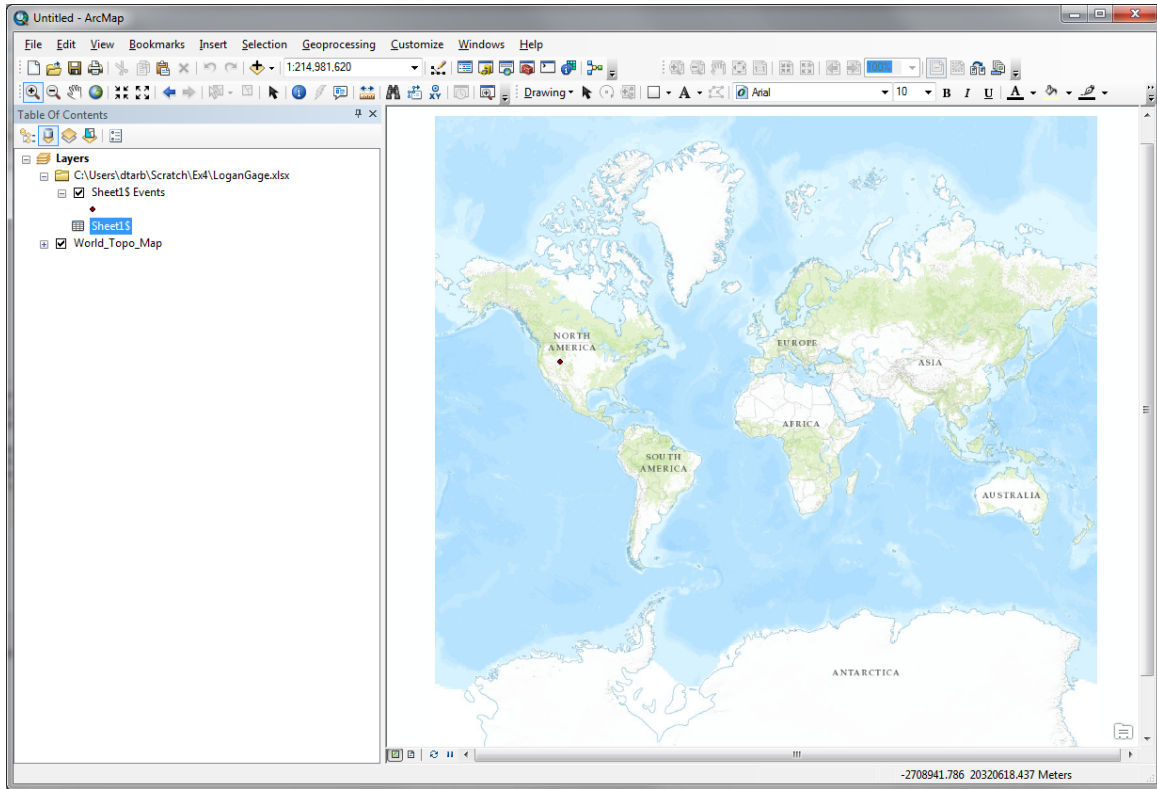 Untitled - ArcMap
File Edit View Bookmarks Insert Selection Geoprocessing Customize Windows Help
1:214,981,620
100%
Drawing
A
Arial
10
B I U A
Table Of Contents
Layers
C:\Users\dtarb\Scratch\Ex4\LoganGage.xlsx
Sheet1$ Events
Sheet1$
World_Topo_Map
NORTH
AMERICA
EUROPE
ASIA
AFRICA
SOUTH
AMERICA
AUSTRALIA
ANTARCTICA
-2708941.786 20320618.437 Meters